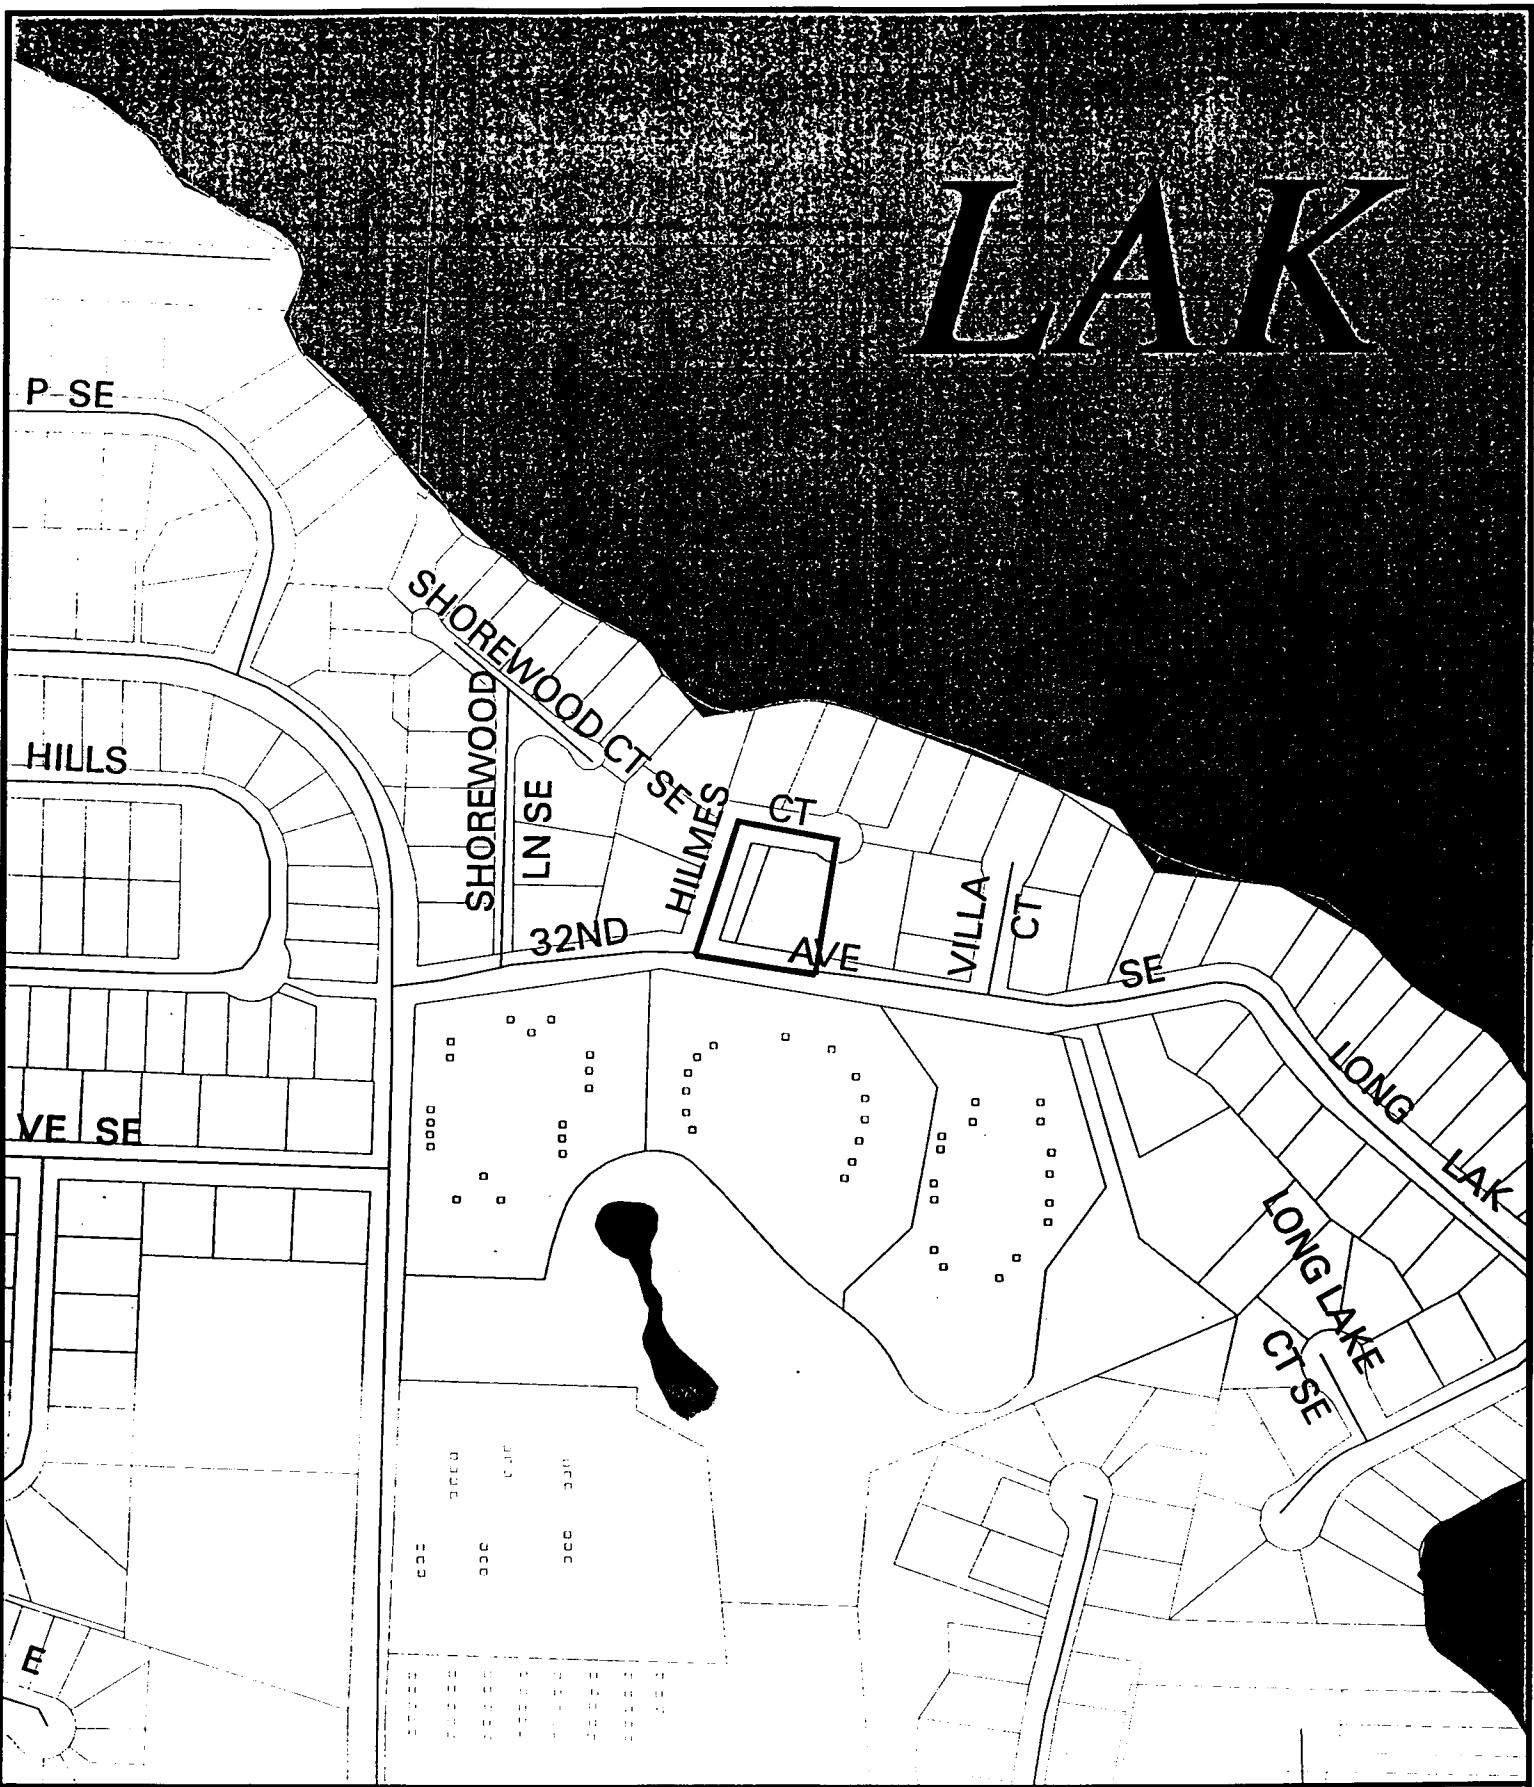 LAK
P SE
SHOREWOOD CT SE
SHOREWOOD
LN SE
HILLS
HILMES
CT
32ND
AVE
VILLA
CT
SE
LONG
LAK
VE SE
LONG LAKE
CT SE
E